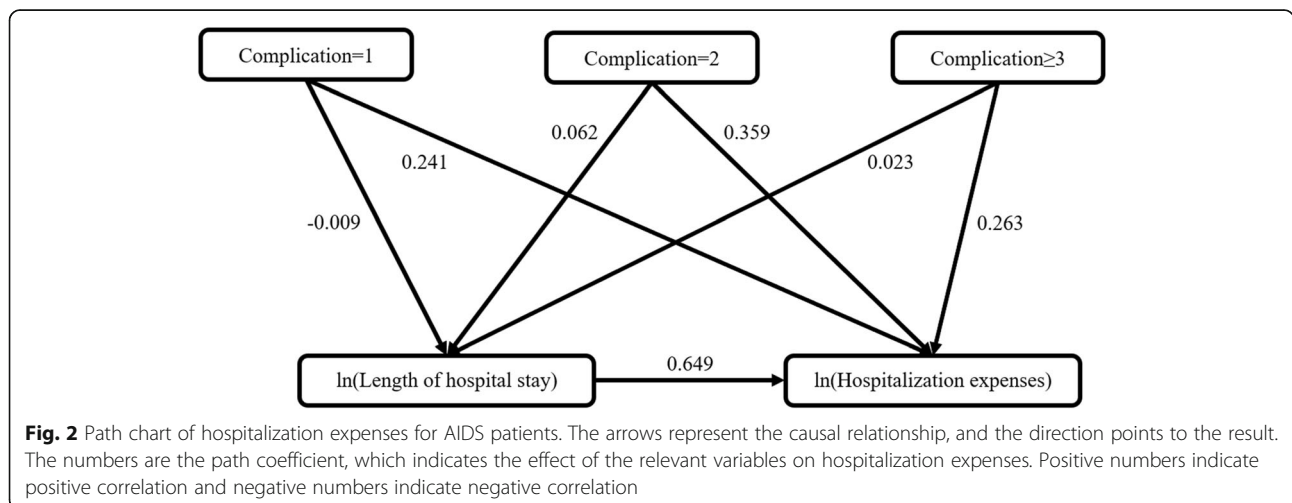 Complication=1
Complication=2
Complication≥3
0.062
0.359
0.241
0.023
-0.009
0.263
ln(Length of hospital stay)
0.649
ln(Hospitalization expenses)
Fig. 2 Path chart of hospitalization expenses for AIDS patients. The arrows represent the causal relationship, and the direction points to the result.
The numbers are the path coefficient, which indicates the effect of the relevant variables on hospitalization expenses. Positive numbers indicate
positive correlation and negative numbers indicate negative correlation